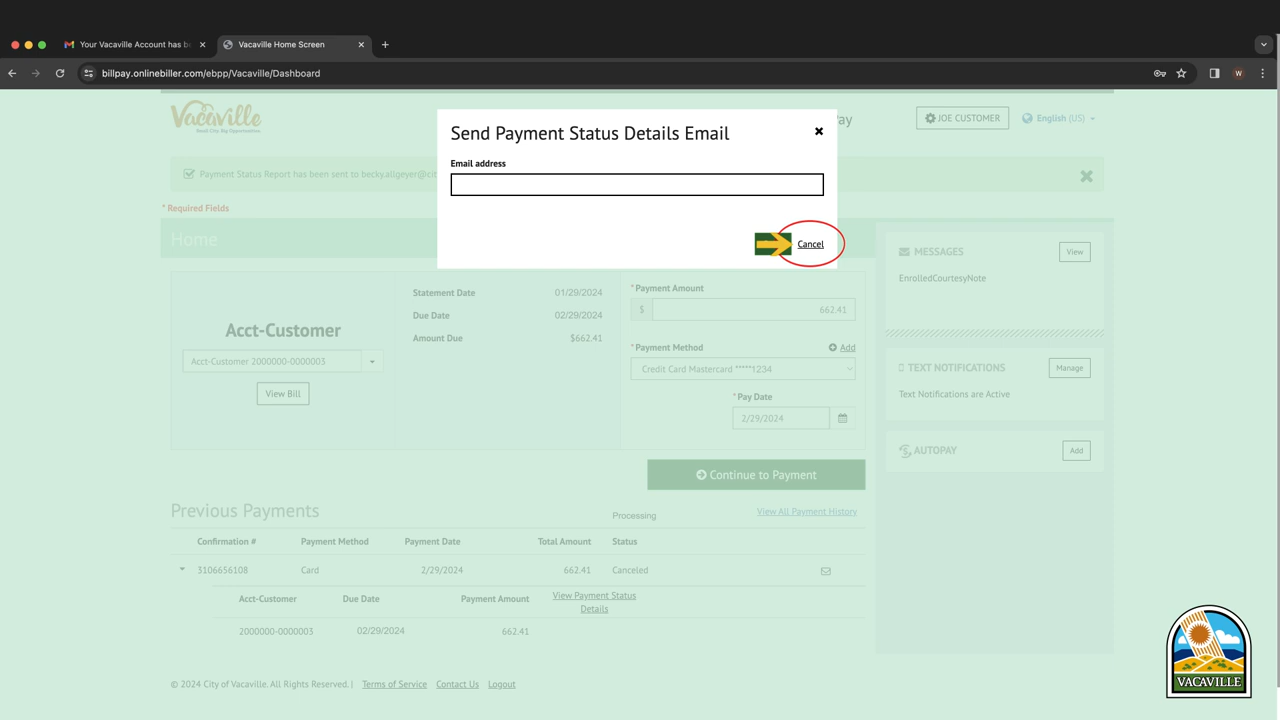 Your Vacaville Account has be
Vacaville Home Screen
billpay.onlinebiller.com/ebpp/Vacaville/Dashboard
W
Vacaville
Pay
JOE CUSTOMER
English (US)
Send Payment Status Details Email
Email address
Cancel
Payment Status Report has been sent to becky.allgeyer@cit
* Required Fields
Home
Acct-Customer
Acct-Customer 2000000-0000003
View Bill
Statement Date 01/29/2024
Due Date 02/29/2024
Amount Due $662.41
* Payment Amount
$ 662.41
* Payment Method Add
Credit Card Mastercard *****1234
* Pay Date
2/29/2024
Continue to Payment
MESSAGES View
EnrolledCourtesyNote
TEXT NOTIFICATIONS Manage
Text Notifications are Active
AUTOPAY Add
Previous Payments
Processing
View All Payment History
Confirmation # Payment Method Payment Date Total Amount Status
3106656108 Card 2/29/2024 662.41 Canceled
Acct-Customer Due Date Payment Amount View Payment Status
Details
2000000-0000003 02/29/2024 662.41
© 2024 City of Vacaville. All Rights Reserved. | Terms of Service Contact Us Logout
VACAVILLE